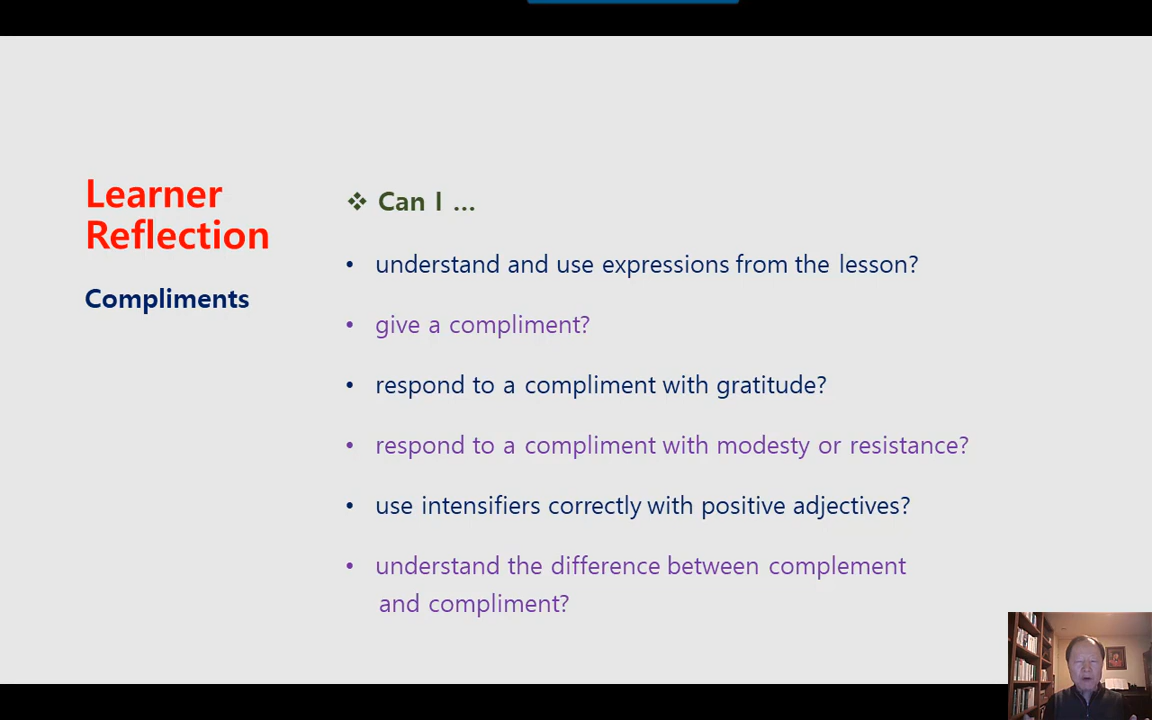 Learner
Reflection
Compliments
❖ Can I ...
• understand and use expressions from the lesson?
• give a compliment?
• respond to a compliment with gratitude?
• respond to a compliment with modesty or resistance?
• use intensifiers correctly with positive adjectives?
• understand the difference between complement
and compliment?